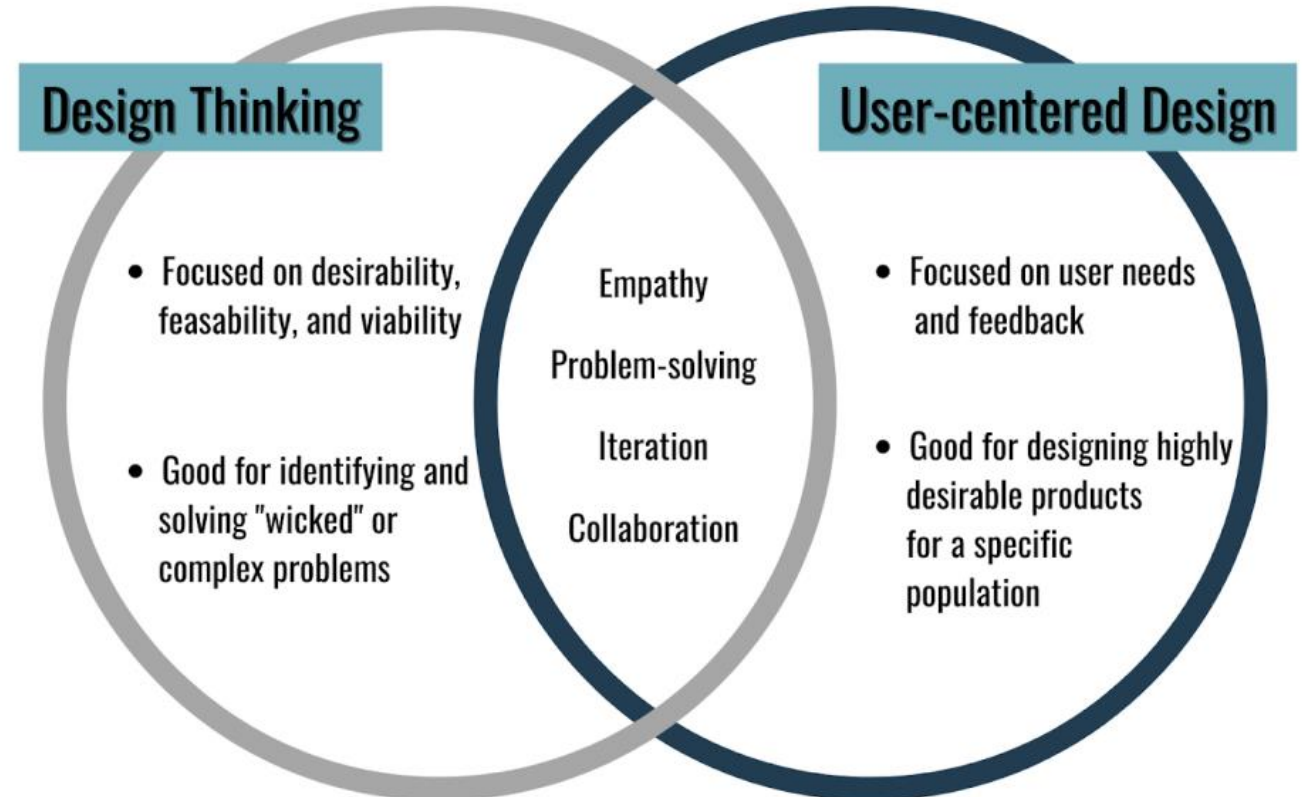 Design Thinking
User-centered Design
• Focused on desirability,
feasability, and viability
• Good for identifying and
solving "wicked" or
complex problems
Empathy
Problem-solving
Iteration
Collaboration
• Focused on user needs
and feedback
• Good for designing highly
desirable products
for a specific
population